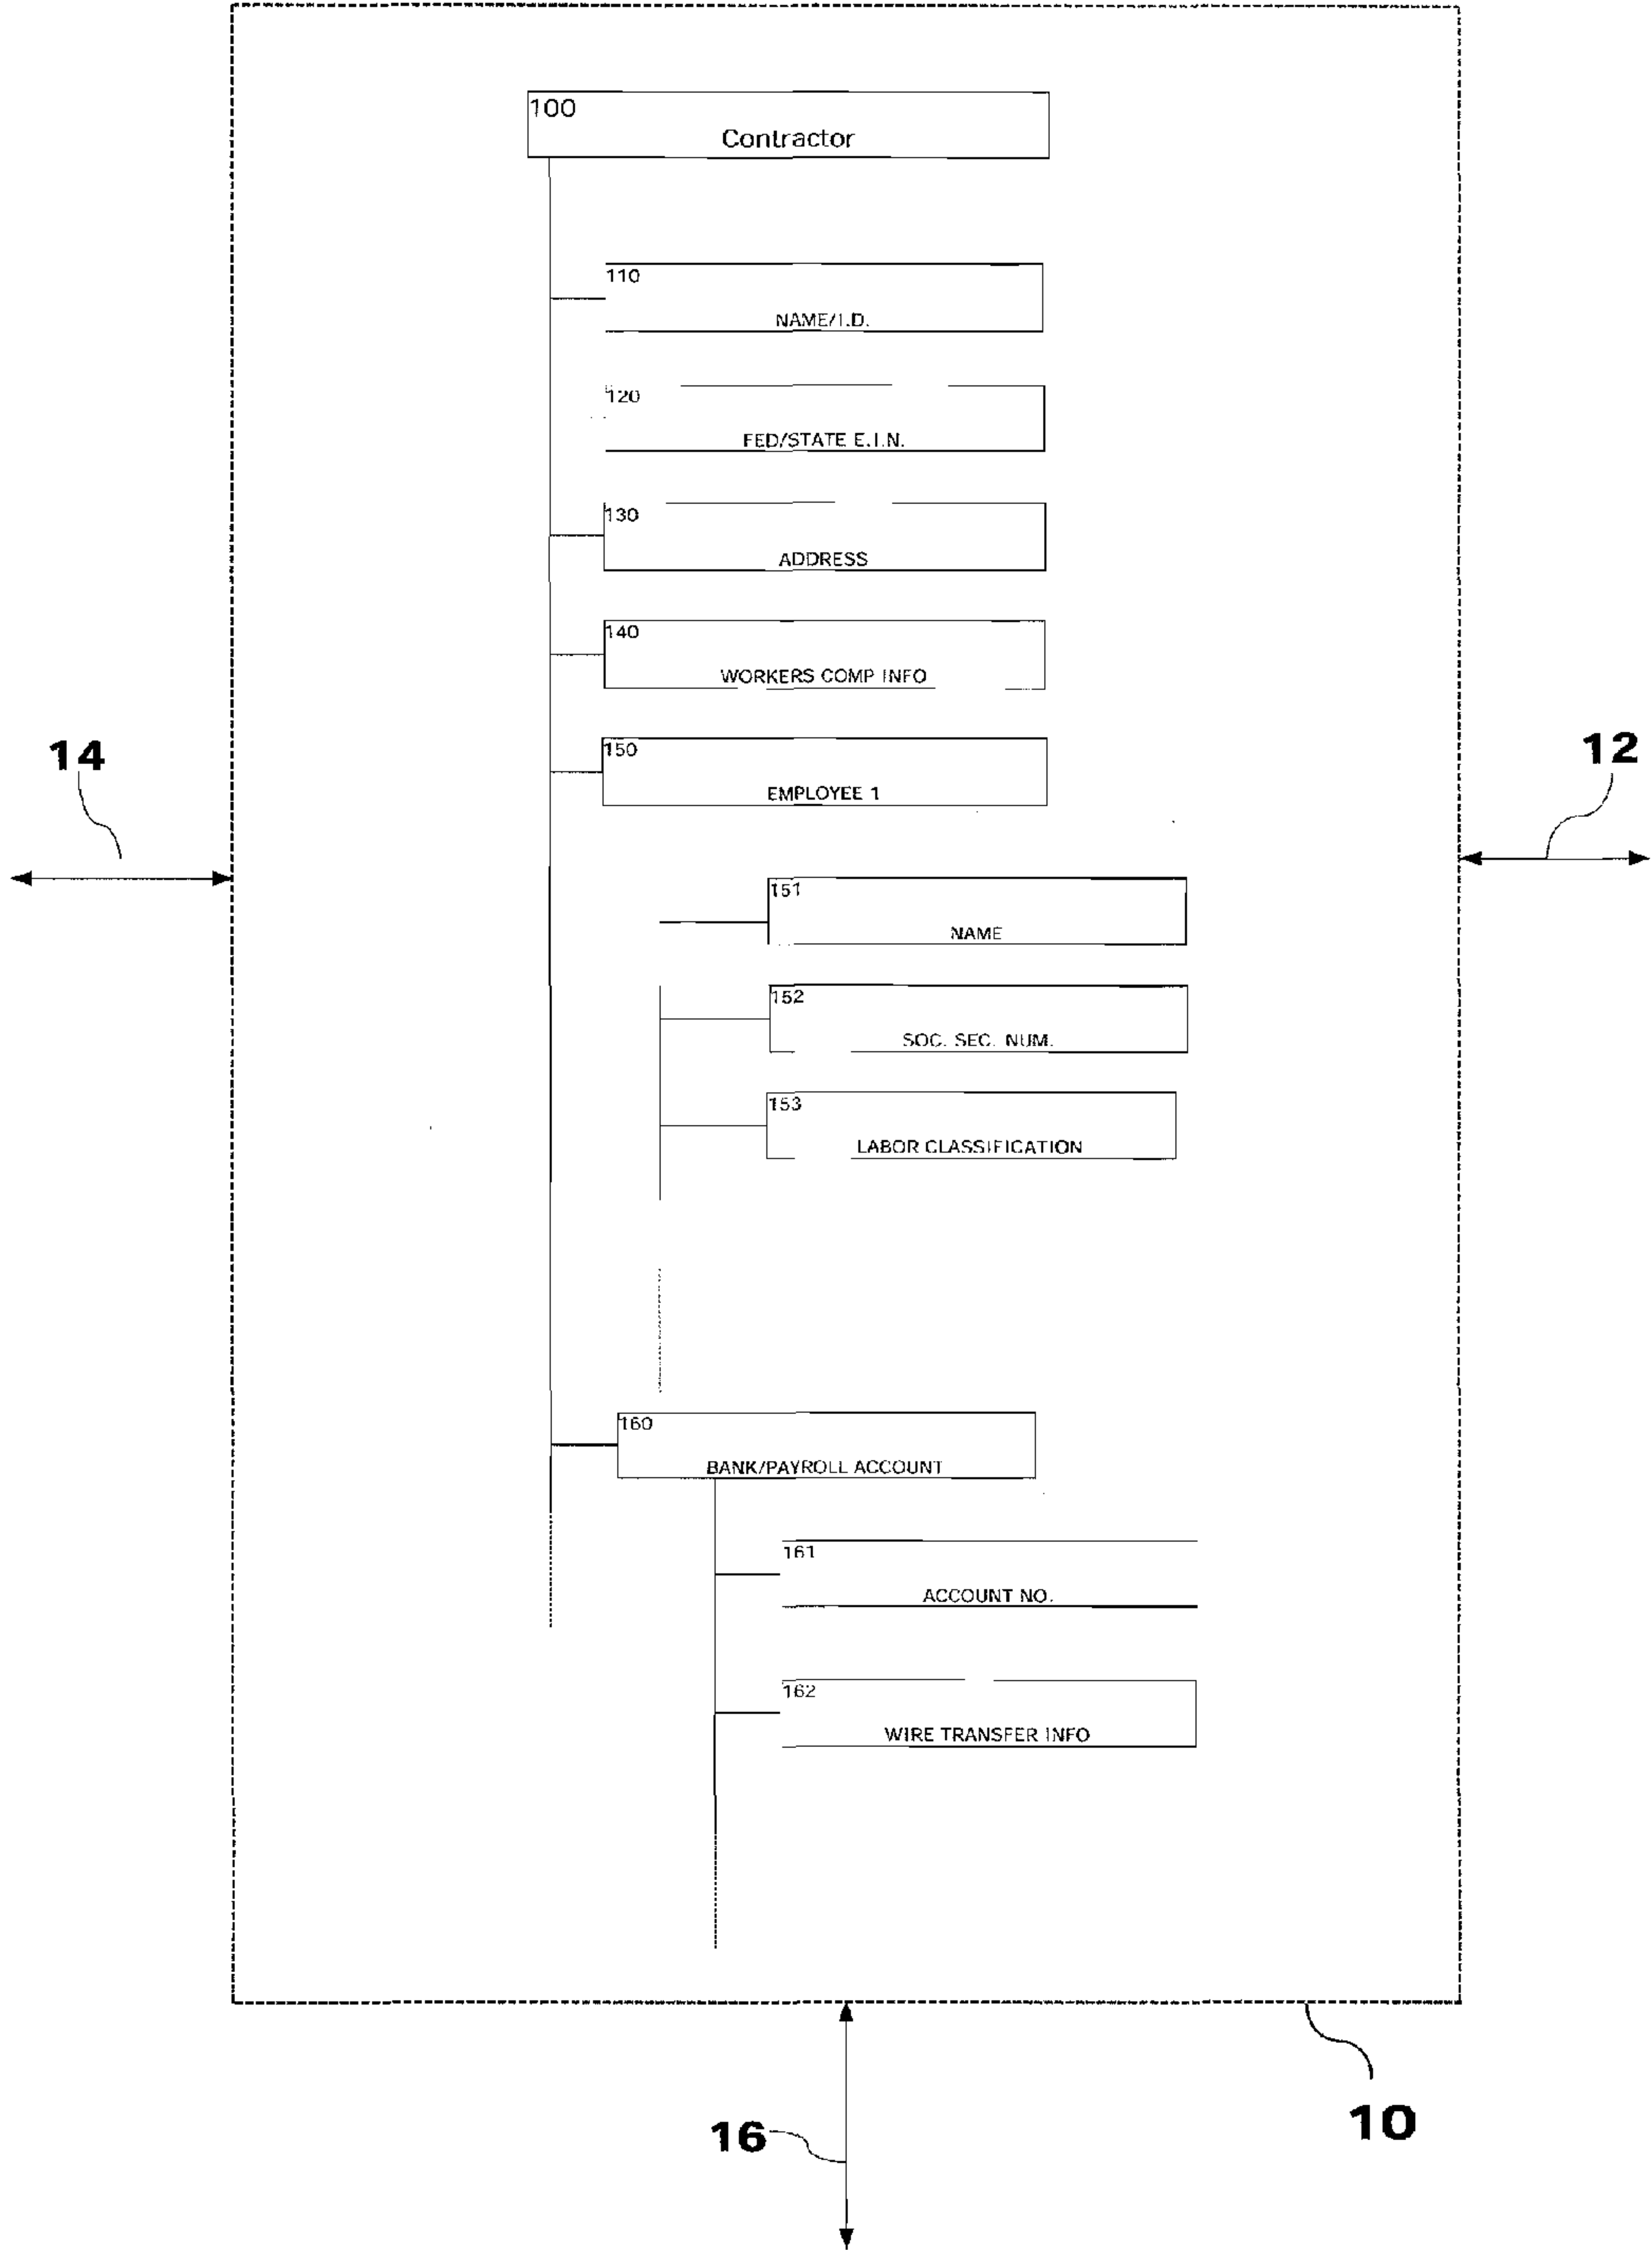 100
Contractor
110
NAME/I.D.
120
FED/STATE E.I.N.
130
ADDRESS
140
WORKERS COMP INFO
150
EMPLOYEE 1
14
12
151
NAME
152
SOC. SEC. NUM.
153
LABOR CLASSIFICATION
160
BANK/PAYROLL ACCOUNT
161
ACCOUNT NO.
162
WIRE TRANSFER INFO
10
16